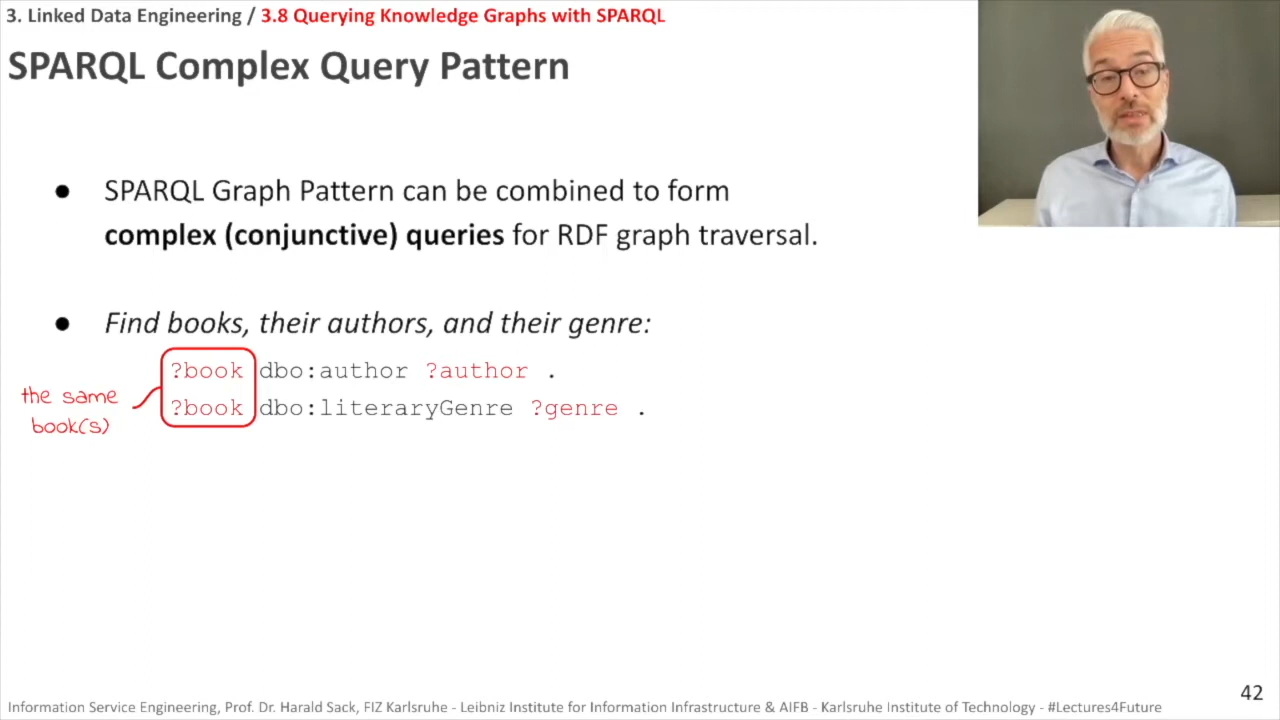 3. Linked Data Engineering / 3.8 Querying Knowledge Graphs with SPARQL
SPARQL Complex Query Pattern
● SPARQL Graph Pattern can be combined to form
complex (conjunctive) queries for RDF graph traversal.
● Find books, their authors, and their genre:
?book dbo:author ?author .
?book dbo:literaryGenre ?genre .
the same
book(s)
42
Information Service Engineering, Prof. Dr. Harald Sack, FIZ Karlsruhe - Leibniz Institute for Information Infrastructure & AIFB - Karlsruhe Institute of Technology - #Lectures4Future